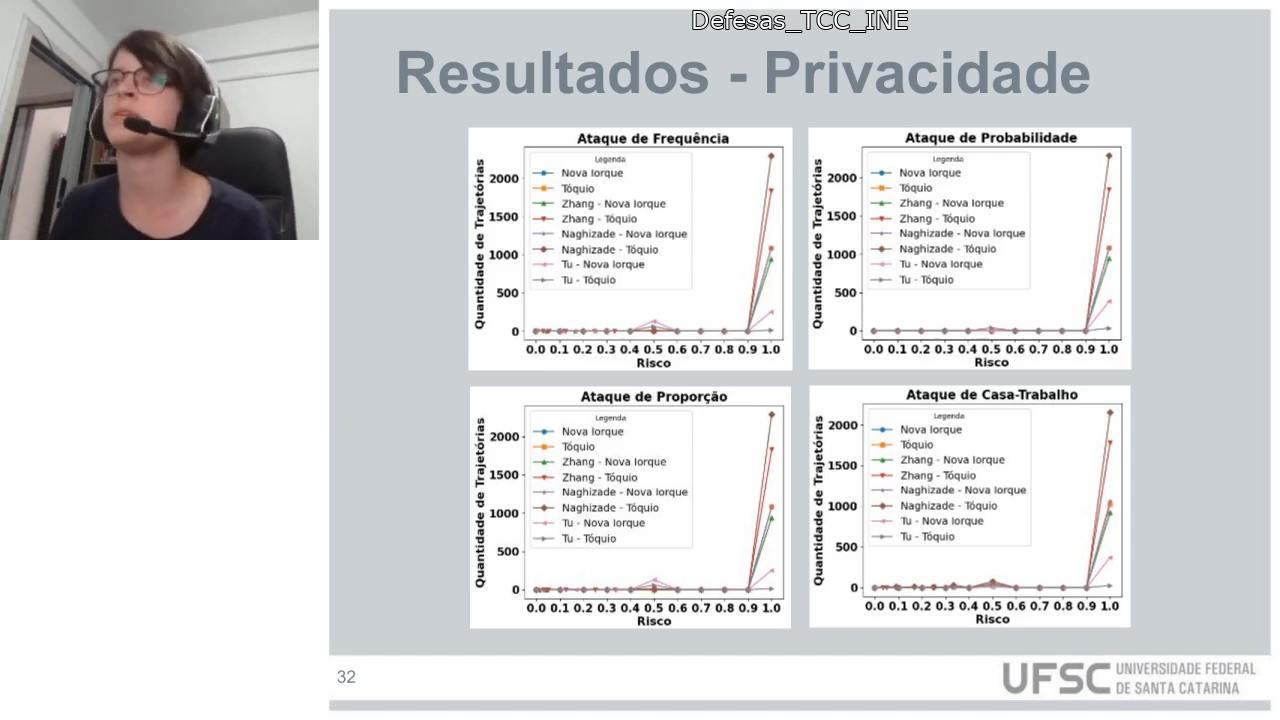 Defesas_TCC_INE
Resultados - Privacidade
Ataque de Frequência
Quantidade de Trajetórias
2000
1500
1000
500
0
Legenda
Nova Iorque
Tóquio
Zhang - Nova Iorque
Zhang - Tóquio
Naghizade - Nova Iorque
Naghizade - Tóquio
Tu - Nova Iorque
Tu - Tóquio
0.0 0.1 0.2 0.3 0.4 0.5 0.6 0.7 0.8 0.9 1.0
Risco
Ataque de Probabilidade
Quantidade de Trajetórias
2000
1500
1000
500
0
Legenda
Nova Iorque
Tóquio
Zhang - Nova Iorque
Zhang - Tóquio
Naghizade - Nova Iorque
Naghizade - Tóquio
Tu - Nova Iorque
Tu - Tóquio
0.0 0.1 0.2 0.3 0.4 0.5 0.6 0.7 0.8 0.9 1.0
Risco
Ataque de Proporção
Quantidade de Trajetórias
2000
1500
1000
500
0
Legenda
Nova Iorque
Tóquio
Zhang - Nova Iorque
Zhang - Tóquio
Naghizade - Nova Iorque
Naghizade - Tóquio
Tu - Nova Iorque
Tu - Tóquio
0.0 0.1 0.2 0.3 0.4 0.5 0.6 0.7 0.8 0.9 1.0
Risco
Ataque de Casa-Trabalho
Quantidade de Trajetórias
2000
1500
1000
500
0
Legenda
Nova Iorque
Tóquio
Zhang - Nova Iorque
Zhang - Tóquio
Naghizade - Nova Iorque
Naghizade - Tóquio
Tu - Nova Iorque
Tu - Tóquio
0.0 0.1 0.2 0.3 0.4 0.5 0.6 0.7 0.8 0.9 1.0
Risco
32
UFSC UNIVERSIDADE FEDERAL
DE SANTA CATARINA